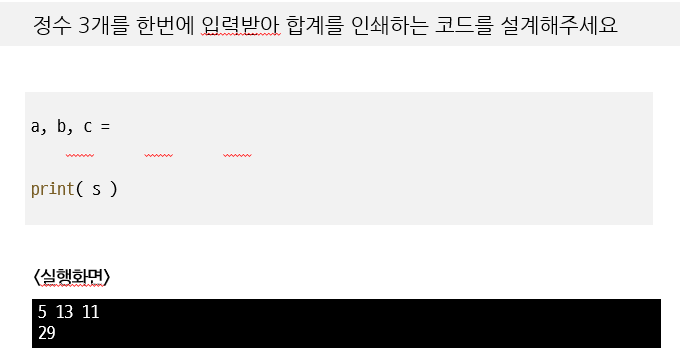 정수 3개를 한번에 입력받아 합계를 인쇄하는 코드를 설계해주세요
a, b, c =
print( s )
<실행화면>
5 13 11
29